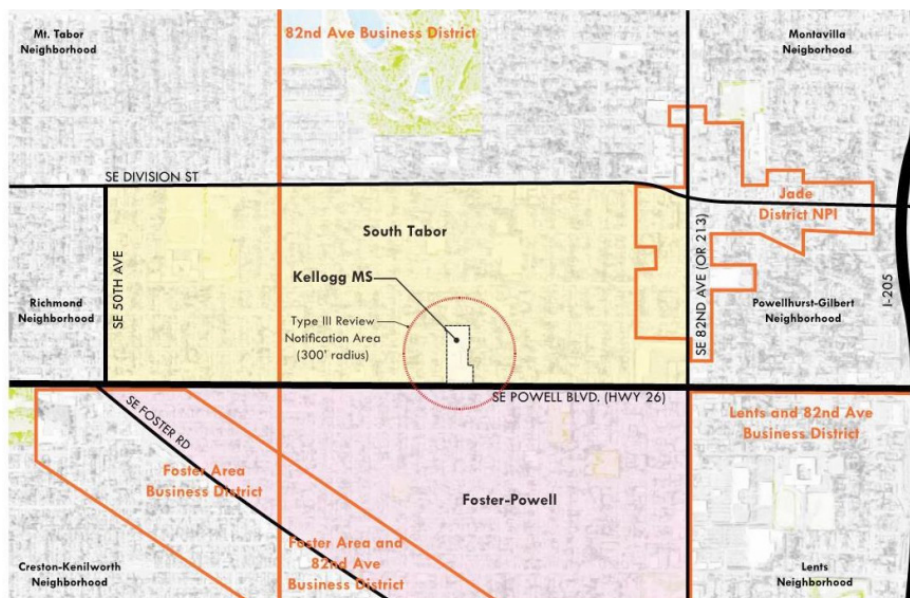 Mt. Tabor
Neighborhood
82nd Ave Business District
Montavilla
Neigborhood
SE DIVISION ST
Jade
District NPI
South Tabor
SE 50TH AVE
SE 82ND AVE (OR 213)
I-205
Kellogg MS
Richmond
Neighborhood
Type III Review
Notification Area
(300' radius)
Powellhurst-Gilbert
Neighborhood
SE POWELL BLVD. (HWY 26)
SE FOSTER RD
Lents and 82nd Ave
Business District
Foster Area
Business District
Foster-Powell
Foster Area and
82nd Ave
Business District
Creston-Kenilworth
Neighborhood
Lents
Neighborhood